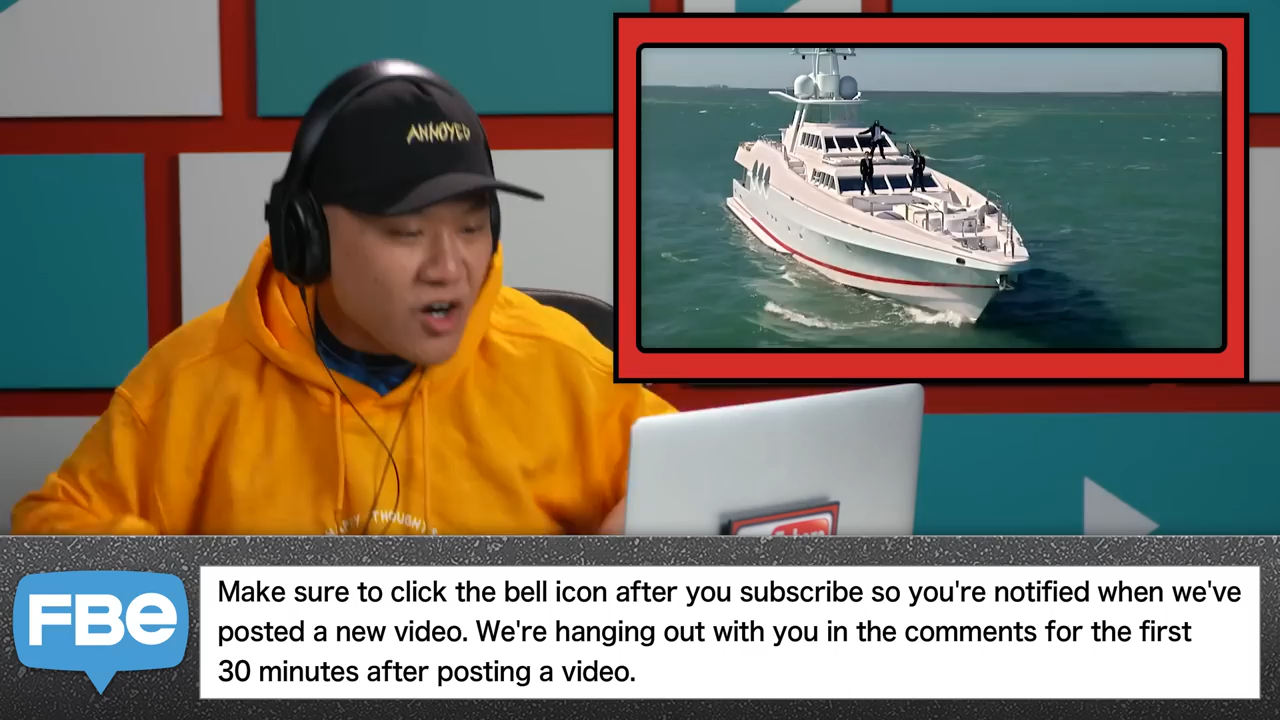 ANNOYED
HAPPY THOUGHTS
FBE
Make sure to click the bell icon after you subscribe so you're notified when we've
posted a new video. We're hanging out with you in the comments for the first
30 minutes after posting a video.